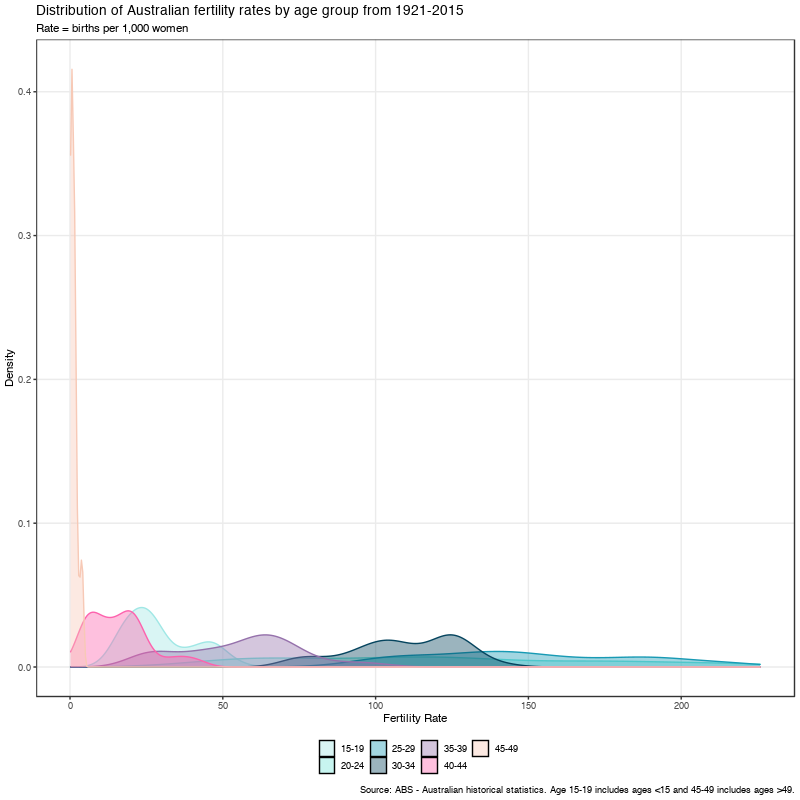 Distribution of Australian fertility rates by age group from 1921-2015
Rate = births per 1,000 women
Density
0.4
0.3
0.2
0.1
0.0
0 50 100 150 200
Fertility Rate
15-19 25-29 35-39 45-49
20-24 30-34 40-44
Source: ABS - Australian historical statistics. Age 15-19 includes ages <15 and 45-49 includes ages >49.